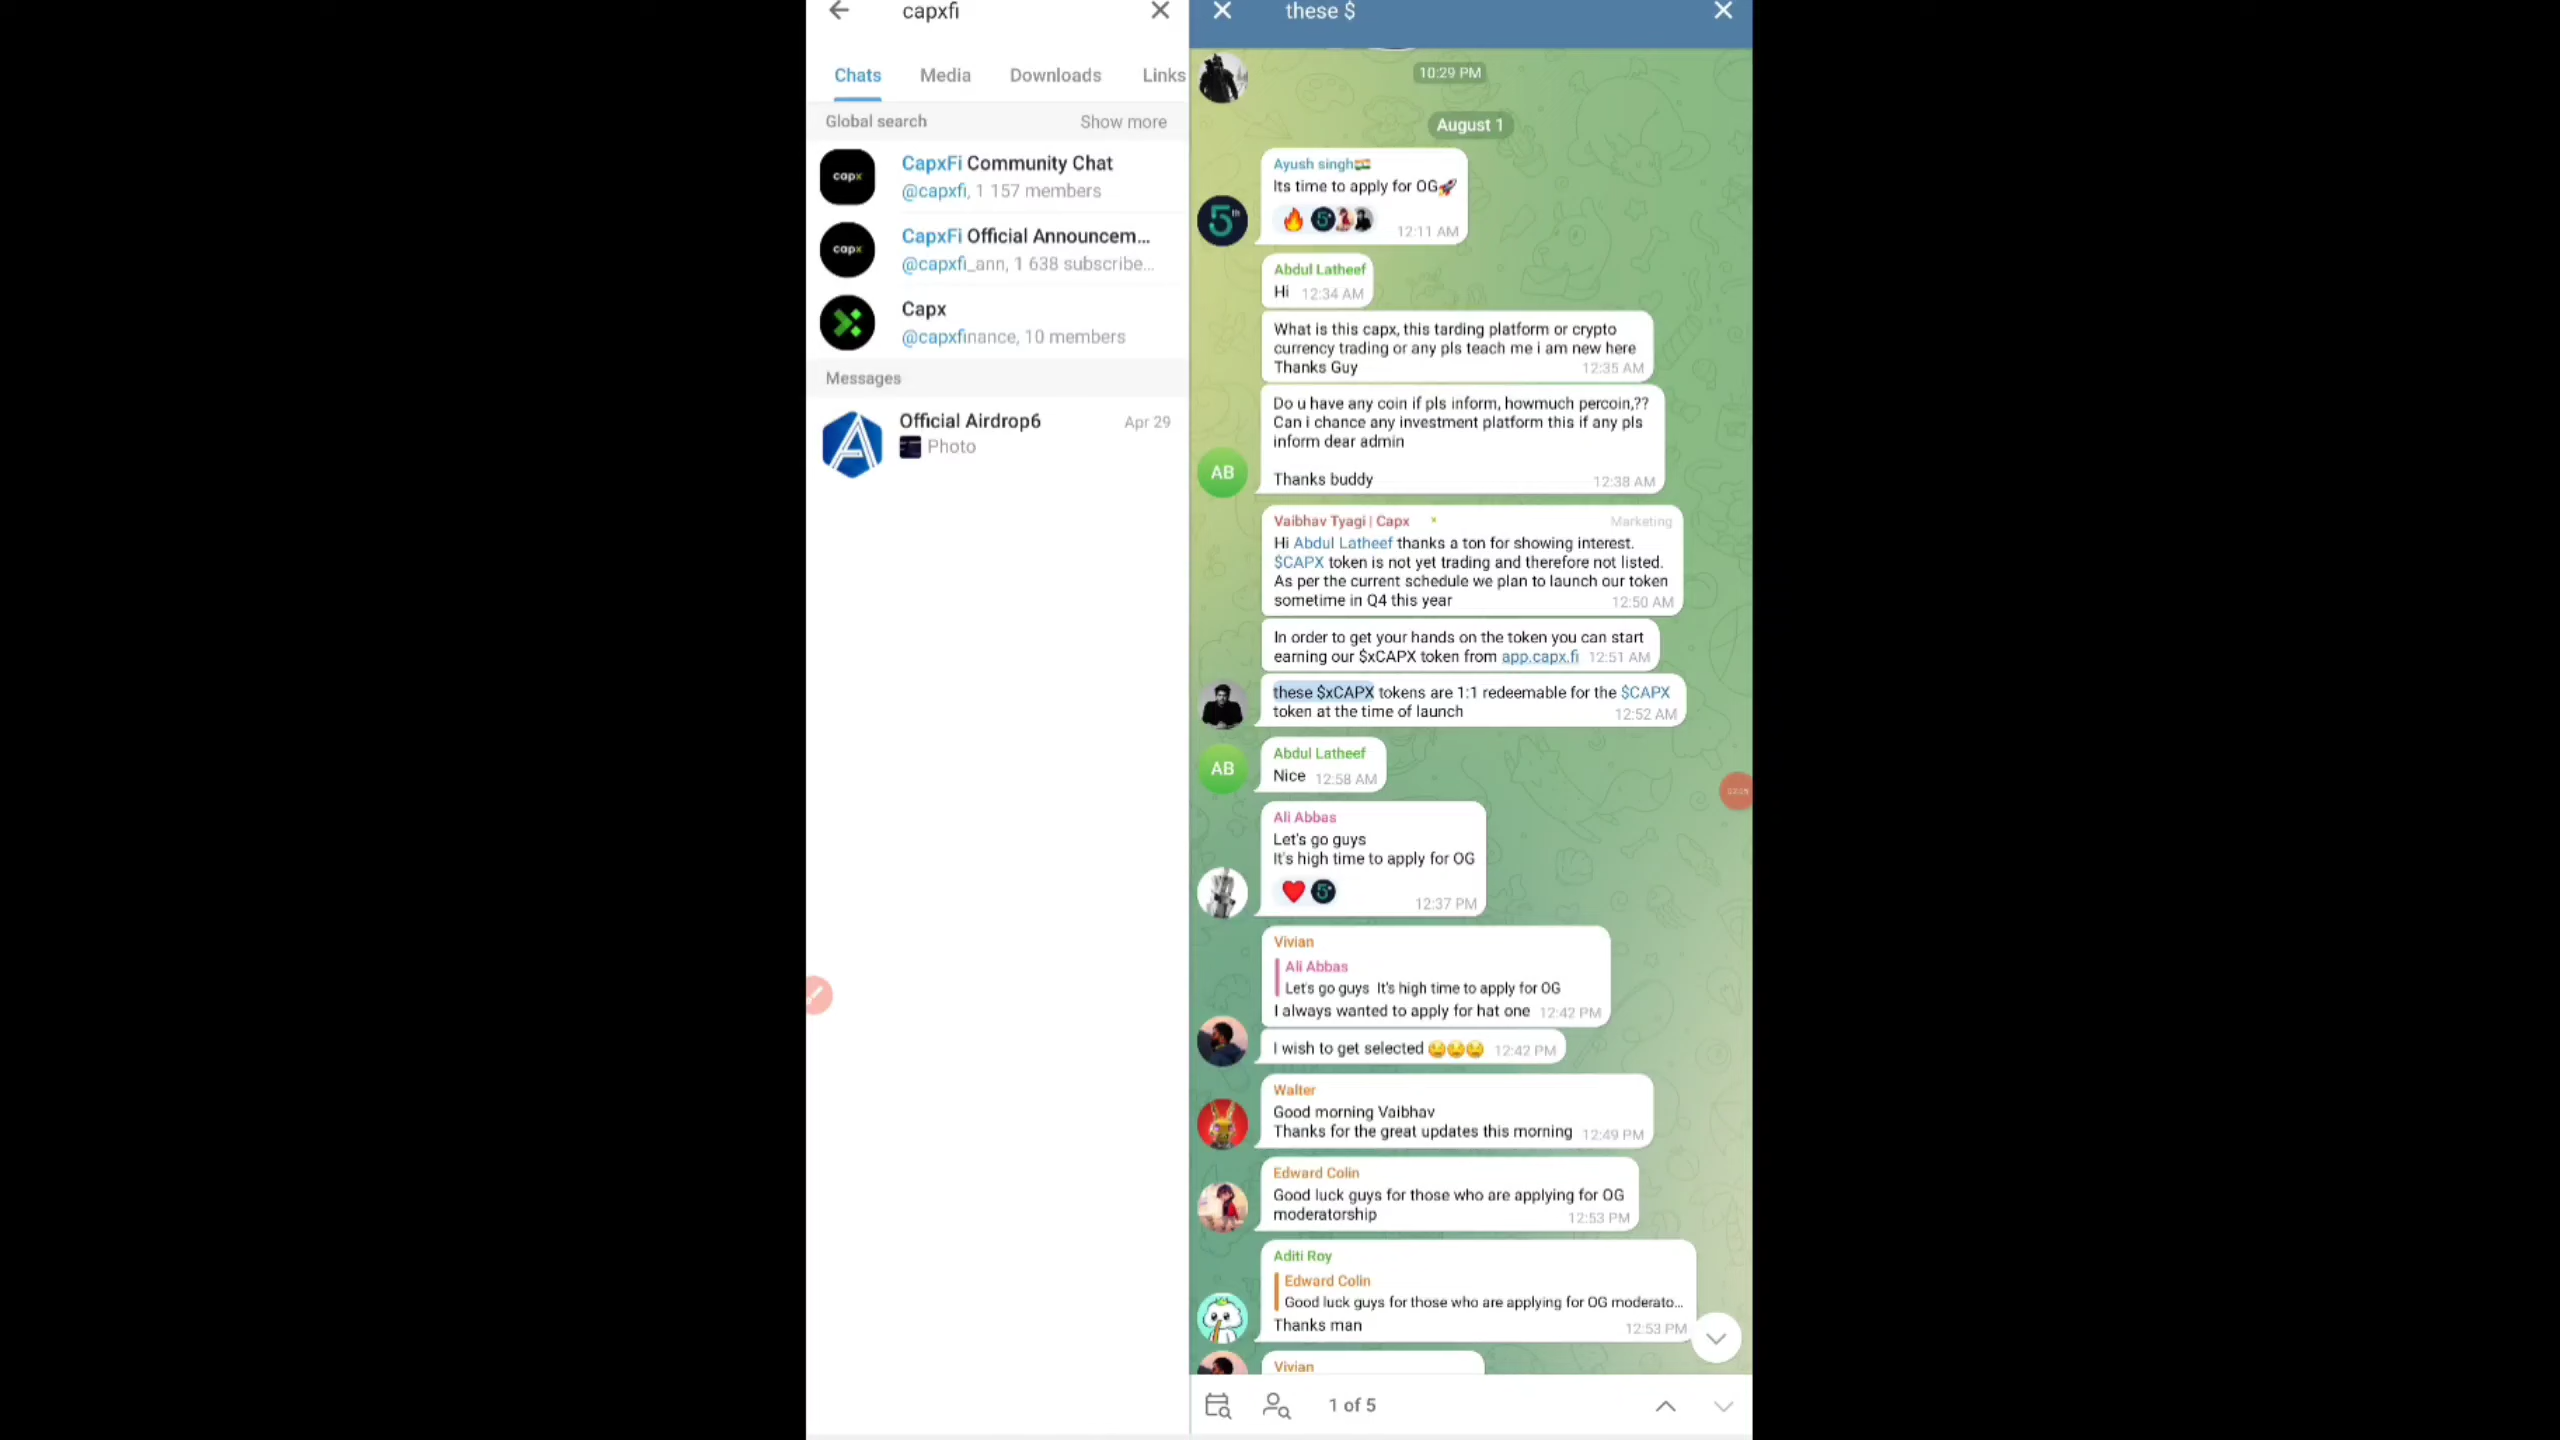 capxfi
Chats
Media
Downloads
Links
Global search
Show more
capx
CapxFi Community Chat
@capxfi, 1 157 members
capx
CapxFi Official Announcem...
@capxfi_ann, 1 638 subscribe...
Capx
@capxfinance, 10 members
Messages
Official Airdrop6
Apr 29
Photo
these $
10:29 PM
August 1
Ayush singh🇮🇳
Its time to apply for OG🚀
🔥
12:11 AM
5th
Abdul Latheef
Hi 12:34 AM
What is this capx, this tarding platform or crypto
currency trading or any pls teach me i am new here
Thanks Guy 12:35 AM
Do u have any coin if pls inform, howmuch percoin,??
Can i chance any investment platform this if any pls
inform dear admin
Thanks buddy 12:38 AM
AB
Vaibhav Tyagi | Capx
Marketing
Hi Abdul Latheef thanks a ton for showing interest.
$CAPX token is not yet trading and therefore not listed.
As per the current schedule we plan to launch our token
sometime in Q4 this year 12:50 AM
In order to get your hands on the token you can start
earning our $xCAPX token from app.capx.fi 12:51 AM
these $xCAPX tokens are 1:1 redeemable for the $CAPX
token at the time of launch 12:52 AM
Abdul Latheef
AB
Nice 12:58 AM
Ali Abbas
Let's go guys
It's high time to apply for OG
❤️
12:37 PM
Vivian
Ali Abbas
Let's go guys It's high time to apply for OG
I always wanted to apply for hat one 12:42 PM
I wish to get selected 12:42 PM
Walter
Good morning Vaibhav
Thanks for the great updates this morning 12:49 PM
Edward Colin
Good luck guys for those who are applying for OG
moderatorship 12:53 PM
Aditi Roy
Edward Colin
Good luck guys for those who are applying for OG moderato...
Thanks man 12:53 PM
Vivian
1 of 5